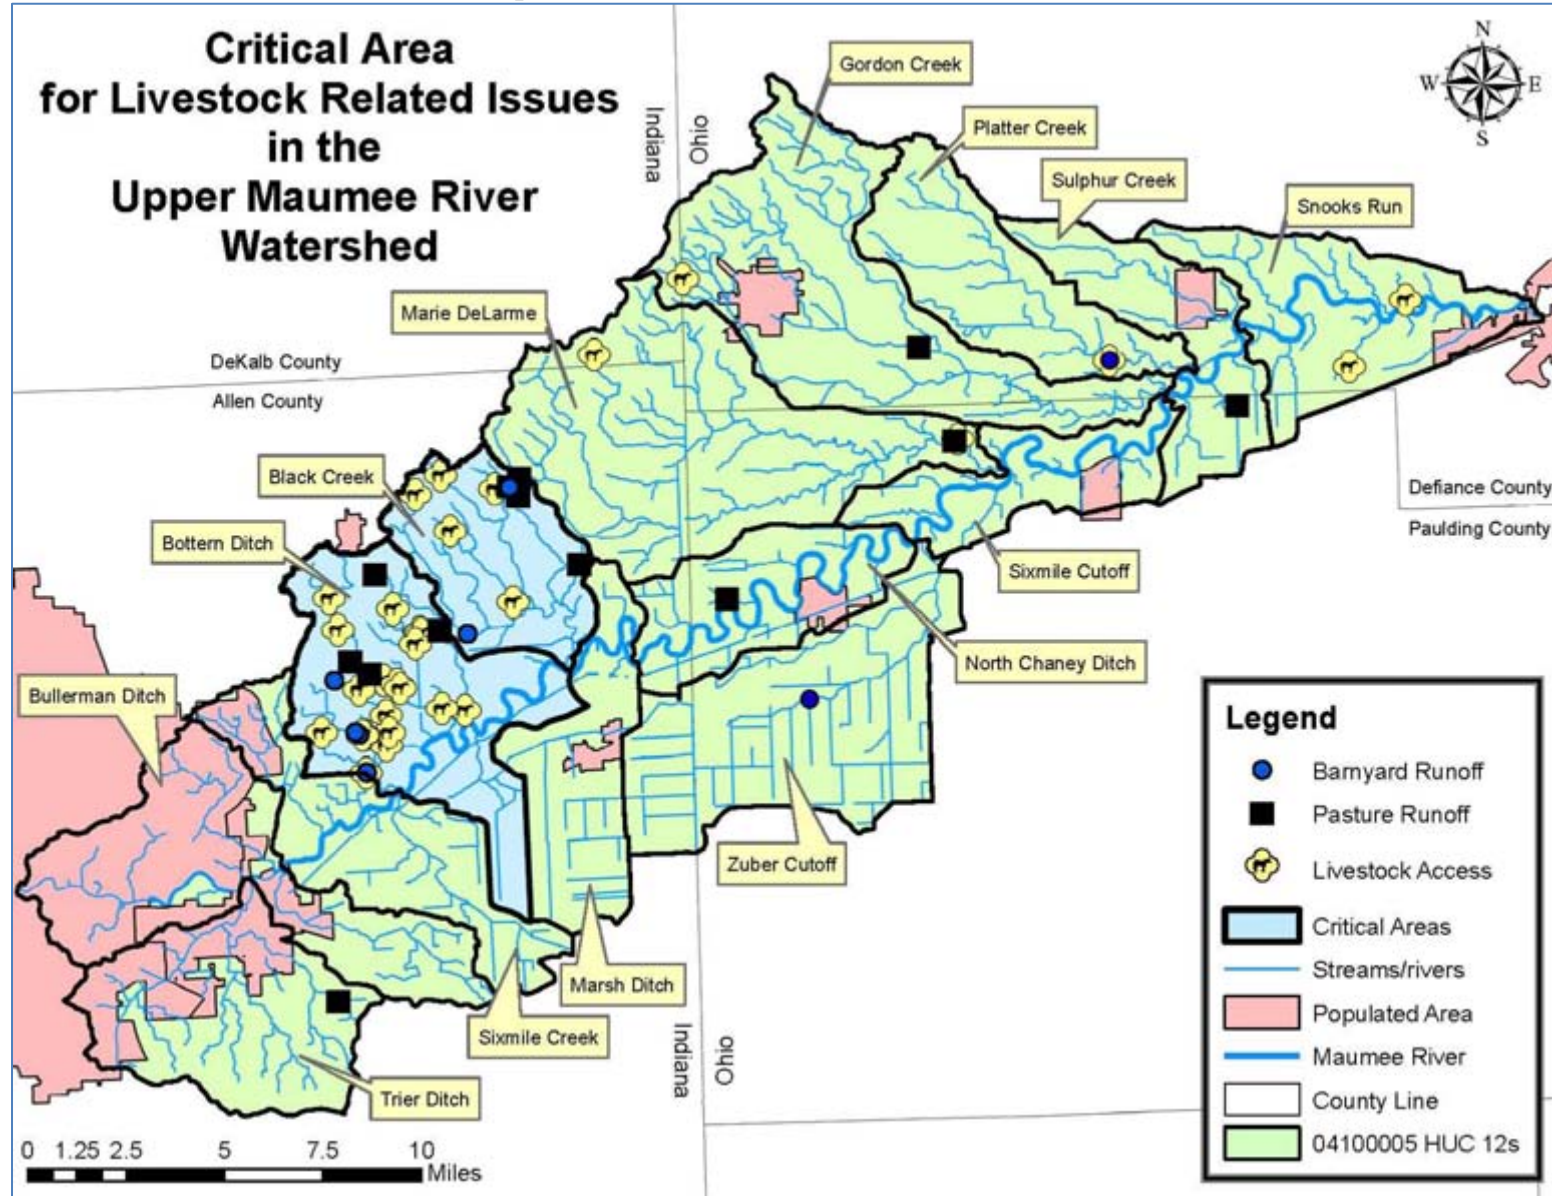 Critical Area
for Livestock Related Issues
in the
Upper Maumee River
Watershed
N
W
E
S
Gordon Creek
Platter Creek
Sulphur Creek
Snooks Run
Indiana
Ohio
Marie DeLarme
DeKalb County
Allen County
Black Creek
Bottern Ditch
Defiance County
Paulding County
Sixmile Cutoff
North Chaney Ditch
Bullerman Ditch
Zuber Cutoff
Marsh Ditch
Sixmile Creek
Trier Ditch
Indiana
Ohio
Legend
Barnyard Runoff
Pasture Runoff
Livestock Access
Critical Areas
Streams/rivers
Populated Area
Maumee River
County Line
04100005 HUC 12s
0 1.25 2.5 5 7.5 10
Miles